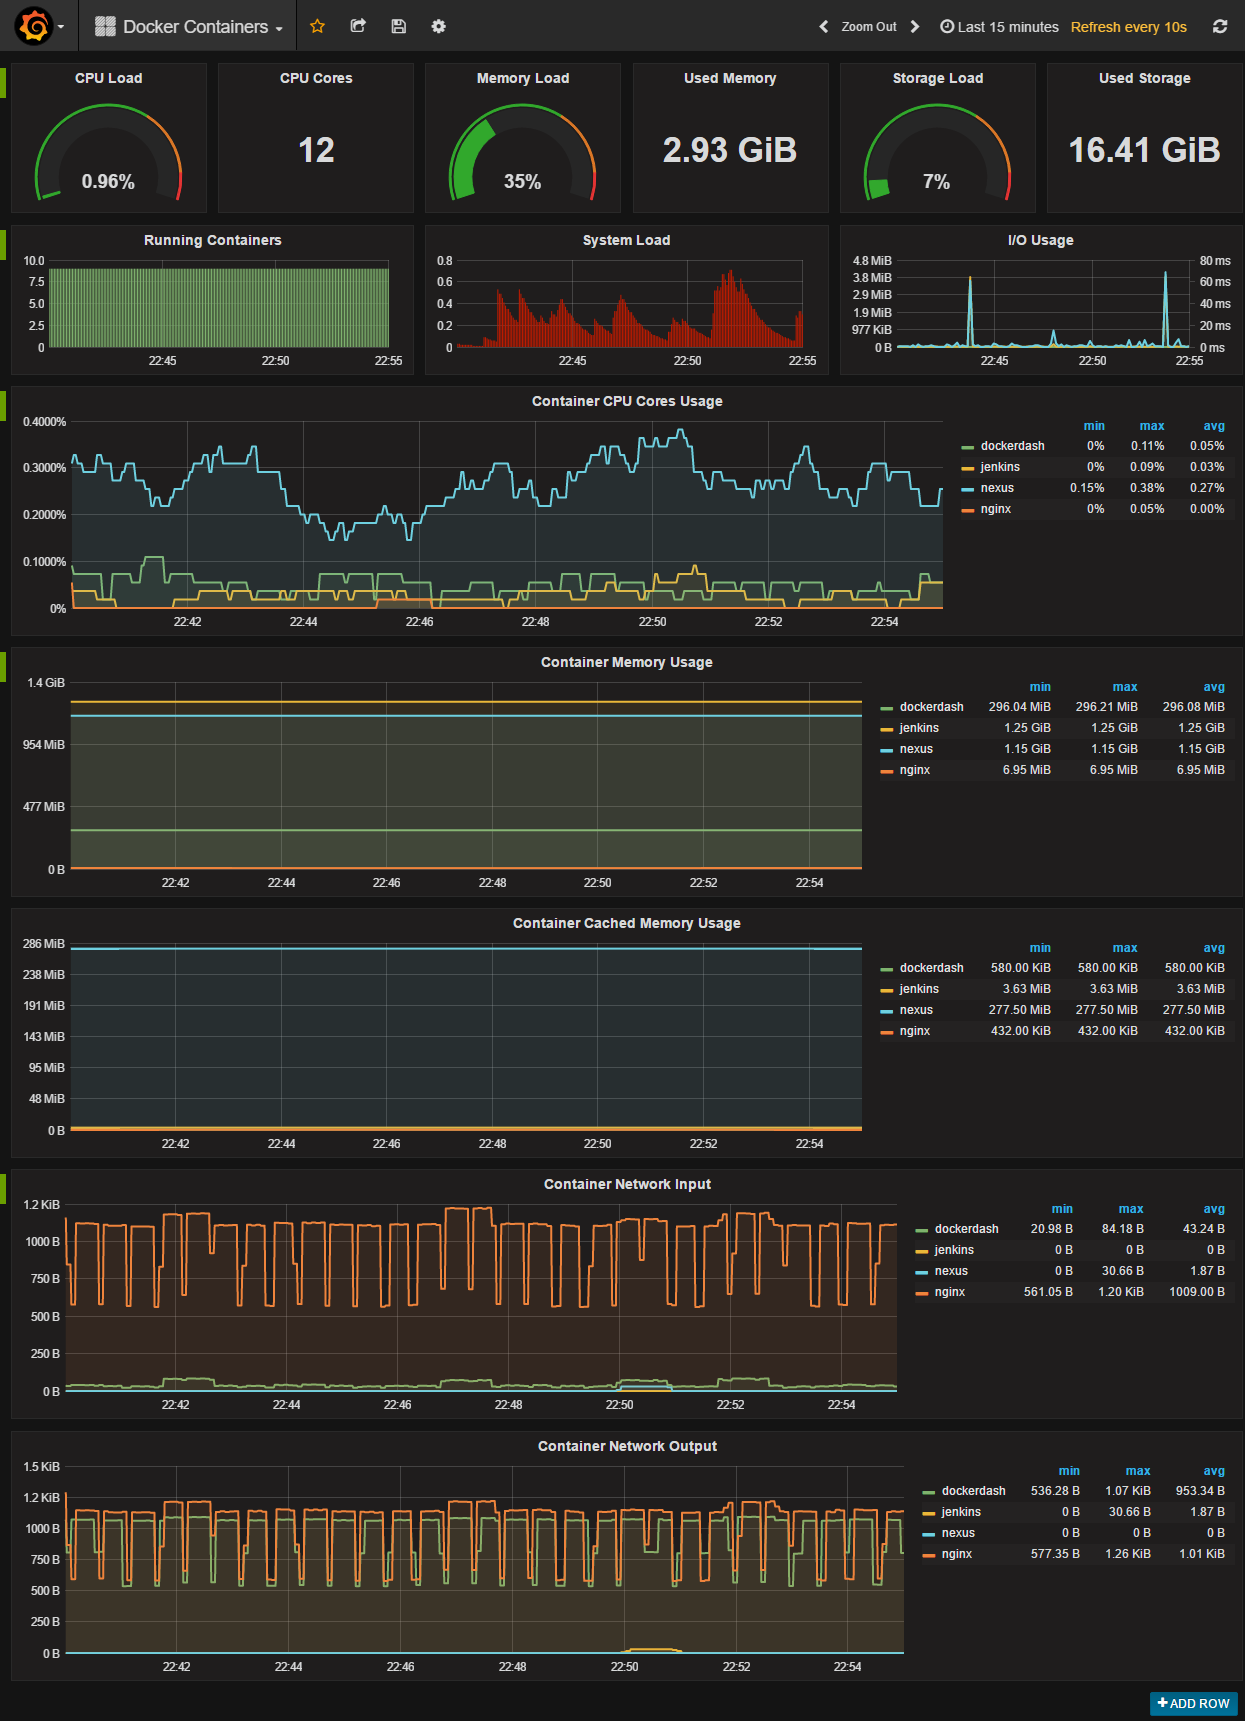 Docker Containers
Zoom Out
Last 15 minutes Refresh every 10s
CPU Load CPU Cores Memory Load Used Memory Storage Load Used Storage
0.96% 12 35% 2.93 GiB 7% 16.41 GiB
Running Containers
10.0
7.5
5.0
2.5
0
22:45 22:50 22:55
System Load
0.8
0.6
0.4
0.2
0
22:45 22:50 22:55
I/O Usage
4.8 MiB 80 ms
3.8 MiB 60 ms
2.9 MiB
1.9 MiB 40 ms
977 KiB 20 ms
0 B 0 ms
22:45 22:50 22:55
Container CPU Cores Usage
0.4000%
0.3000%
0.2000%
0.1000%
0%
22:42 22:44 22:46 22:48 22:50 22:52 22:54
min max avg
dockerdash 0% 0.11% 0.05%
jenkins 0% 0.09% 0.03%
nexus 0.15% 0.38% 0.27%
nginx 0% 0.05% 0.00%
Container Memory Usage
1.4 GiB
954 MiB
477 MiB
0 B
22:42 22:44 22:46 22:48 22:50 22:52 22:54
min max avg
dockerdash 296.04 MiB 296.21 MiB 296.08 MiB
jenkins 1.25 GiB 1.25 GiB 1.25 GiB
nexus 1.15 GiB 1.15 GiB 1.15 GiB
nginx 6.95 MiB 6.95 MiB 6.95 MiB
Container Cached Memory Usage
286 MiB
238 MiB
191 MiB
143 MiB
95 MiB
48 MiB
0 B
22:42 22:44 22:46 22:48 22:50 22:52 22:54
min max avg
dockerdash 580.00 KiB 580.00 KiB 580.00 KiB
jenkins 3.63 MiB 3.63 MiB 3.63 MiB
nexus 277.50 MiB 277.50 MiB 277.50 MiB
nginx 432.00 KiB 432.00 KiB 432.00 KiB
Container Network Input
1.2 KiB
1000 B
750 B
500 B
250 B
0 B
22:42 22:44 22:46 22:48 22:50 22:52 22:54
min max avg
dockerdash 20.98 B 84.18 B 43.24 B
jenkins 0 B 0 B 0 B
nexus 0 B 30.66 B 1.87 B
nginx 561.05 B 1.20 KiB 1009.00 B
Container Network Output
1.5 KiB
1.2 KiB
1000 B
750 B
500 B
250 B
0 B
22:42 22:44 22:46 22:48 22:50 22:52 22:54
min max avg
dockerdash 536.28 B 1.07 KiB 953.34 B
jenkins 0 B 30.66 B 1.87 B
nexus 0 B 0 B 0 B
nginx 577.35 B 1.26 KiB 1.01 KiB
+ ADD ROW